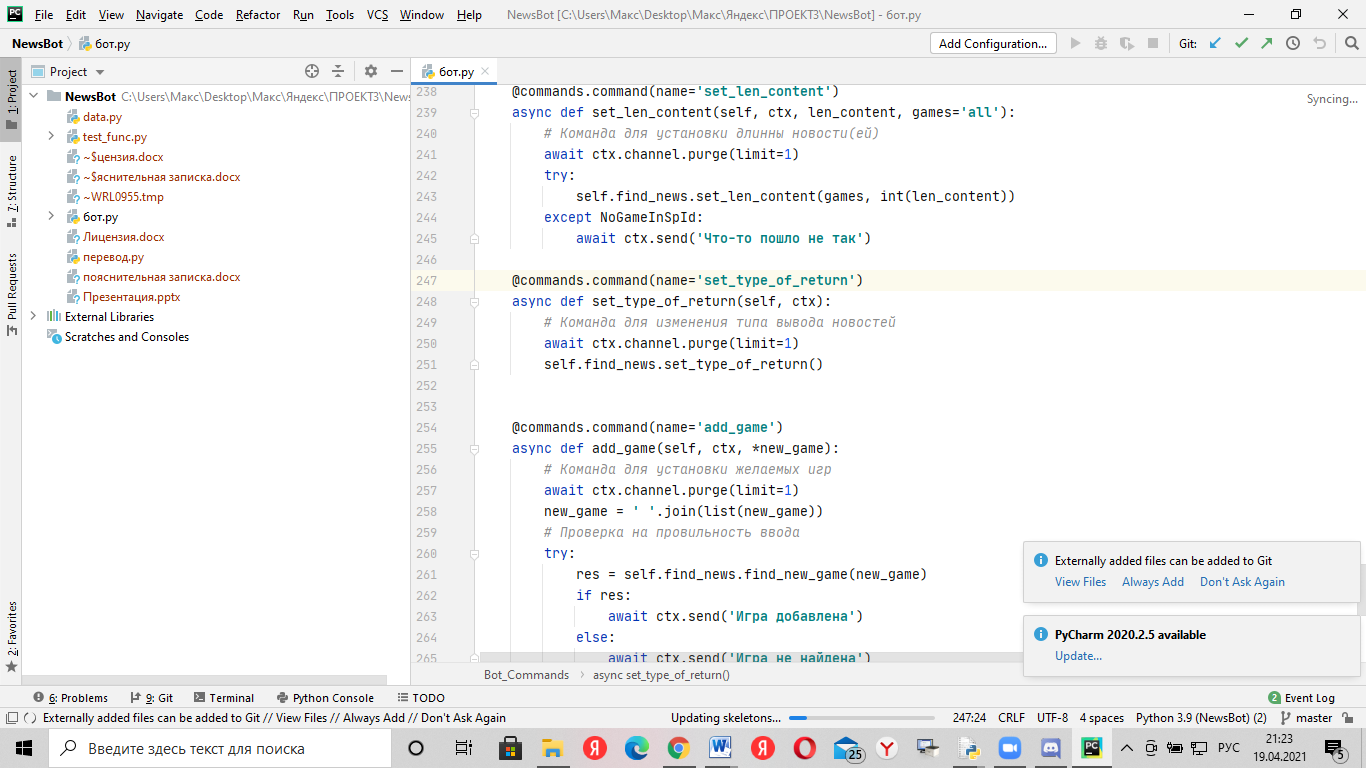 File Edit View Navigate Code Refactor Run Tools VCS Window Help NewsBot [C:\Users\Макс\Desktop\Макс\Яндекс\ПРОЕКТ3\NewsBot] - бот.py
NewsBot бот.py Add Configuration... Git:
Project бот.py
1: Project
7: Structure
Pull Requests
2: Favorites
NewsBot C:\Users\Макс\Desktop\Макс\Яндекс\ПРОЕКТ3\News
data.py
test_func.py
~$цензия.docx
~$яснительная записка.docx
~WRL0955.tmp
бот.py
Лицензия.docx
перевод.py
пояснительная записка.docx
Презентация.pptx
External Libraries
Scratches and Consoles
Syncing...
238 @commands.command(name='set_len_content')
239 async def set_len_content(self, ctx, len_content, games='all'):
240 # Команда для установки длинны новости(ей)
241 await ctx.channel.purge(limit=1)
242 try:
243 self.find_news.set_len_content(games, int(len_content))
244 except NoGameInSpId:
245 await ctx.send('Что-то пошло не так')
246
247 @commands.command(name='set_type_of_return')
248 async def set_type_of_return(self, ctx):
249 # Команда для изменения типа вывода новостей
250 await ctx.channel.purge(limit=1)
251 self.find_news.set_type_of_return()
252
253
254 @commands.command(name='add_game')
255 async def add_game(self, ctx, *new_game):
256 # Команда для установки желаемых игр
257 await ctx.channel.purge(limit=1)
258 new_game = ' '.join(list(new_game))
259 # Проверка на провильность ввода
260 try:
261 res = self.find_news.find_new_game(new_game)
262 if res:
263 await ctx.send('Игра добавлена')
264 else:
265 await ctx.send('Игра не найдена')
Externally added files can be added to Git
View Files Always Add Don't Ask Again
PyCharm 2020.2.5 available
Update...
Bot_Commands async set_type_of_return()
6: Problems 9: Git Terminal Python Console TODO 2 Event Log
Externally added files can be added to Git // View Files // Always Add // Don't Ask Again Updating skeletons... 247:24 CRLF UTF-8 4 spaces Python 3.9 (NewsBot) (2) master
Введите здесь текст для поиска 25 РУС 21:23
19.04.2021 5